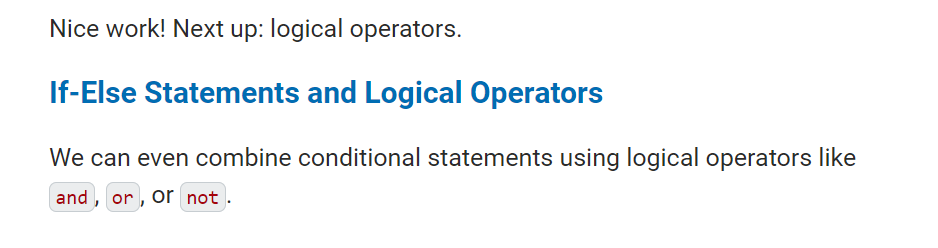 Nice work! Next up: logical operators.
If-Else Statements and Logical Operators
We can even combine conditional statements using logical operators like
and, or, or not.